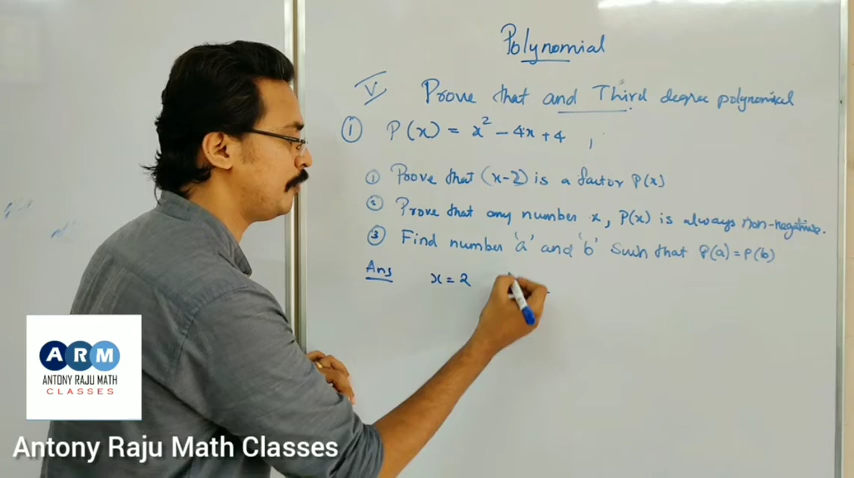 Polynomial
V Prove that and Third degree polynomial
① P(x) = x² - 4x + 4 ,
① Prove that (x-2) is a factor P(x)
② Prove that any number x, P(x) is always non-negative.
③ Find number 'a' and 'b' such that P(a) = P(b)
Ans x = 2
ARM
ANTONY RAJU MATH
CLASSES
Antony Raju Math Classes